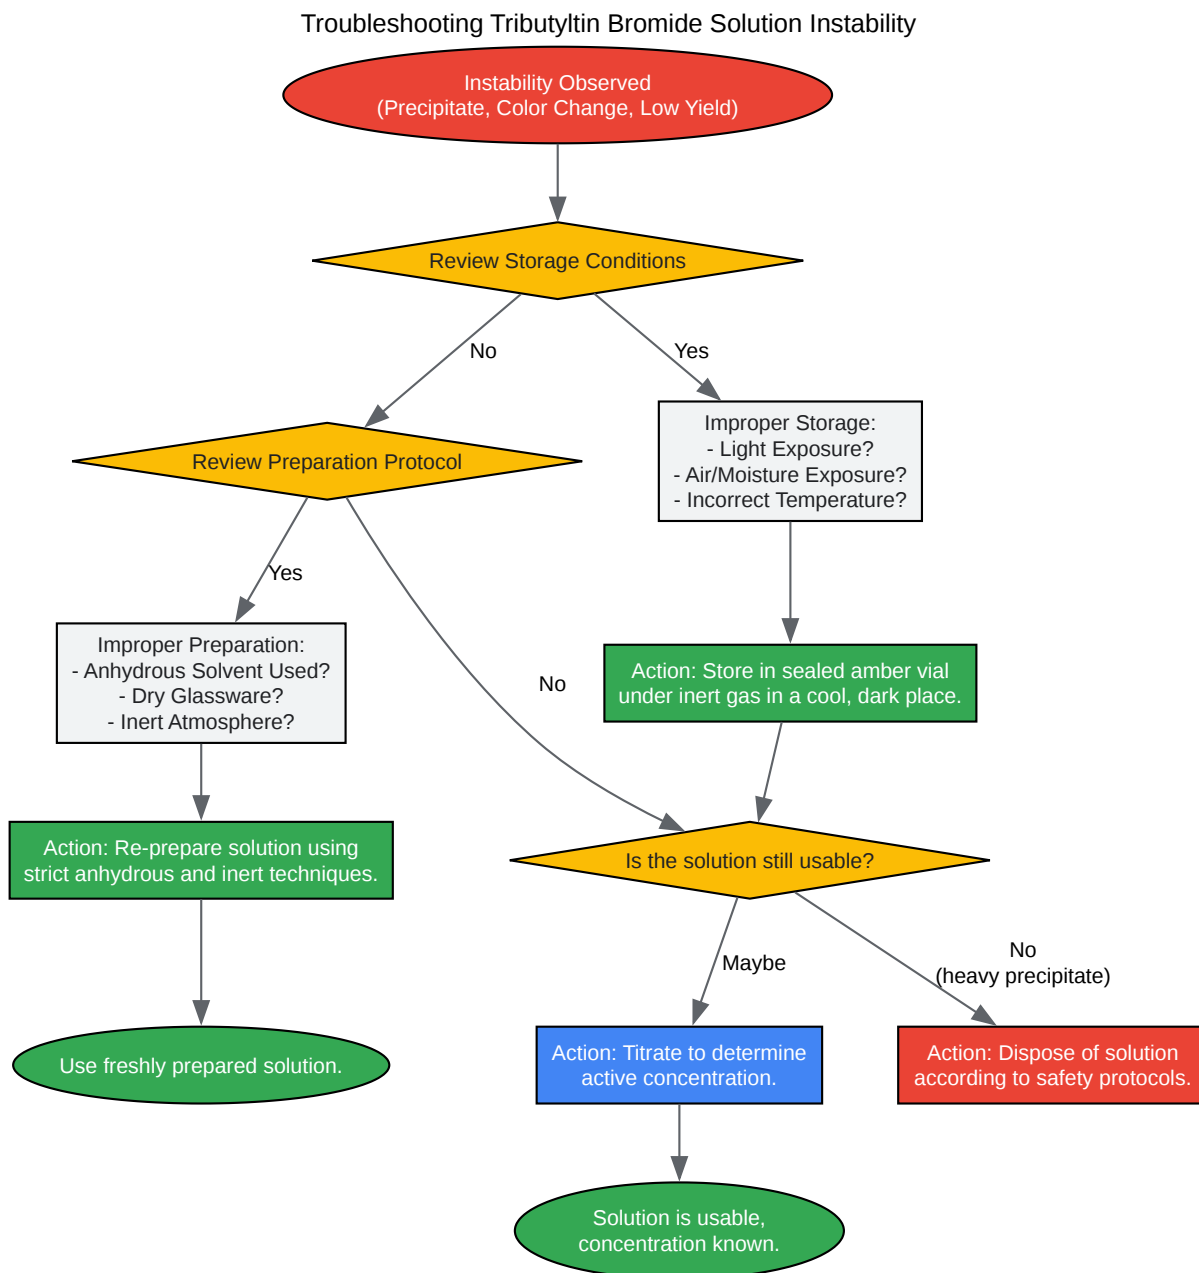 Troubleshooting Tributyltin Bromide Solution Instability
Instability Observed
(Precipitate, Color Change, Low Yield)
Review Storage Conditions
No
Yes
Improper Storage:
- Light Exposure?
- Air/Moisture Exposure?
- Incorrect Temperature?
Review Preparation Protocol
Yes
No
Improper Preparation:
- Anhydrous Solvent Used?
- Dry Glassware?
- Inert Atmosphere?
Action: Store in sealed amber vial
under inert gas in a cool, dark place.
Action: Re-prepare solution using
strict anhydrous and inert techniques.
Is the solution still usable?
Maybe
No
(heavy precipitate)
Use freshly prepared solution.
Action: Titrate to determine
active concentration.
Action: Dispose of solution
according to safety protocols.
Solution is usable,
concentration known.